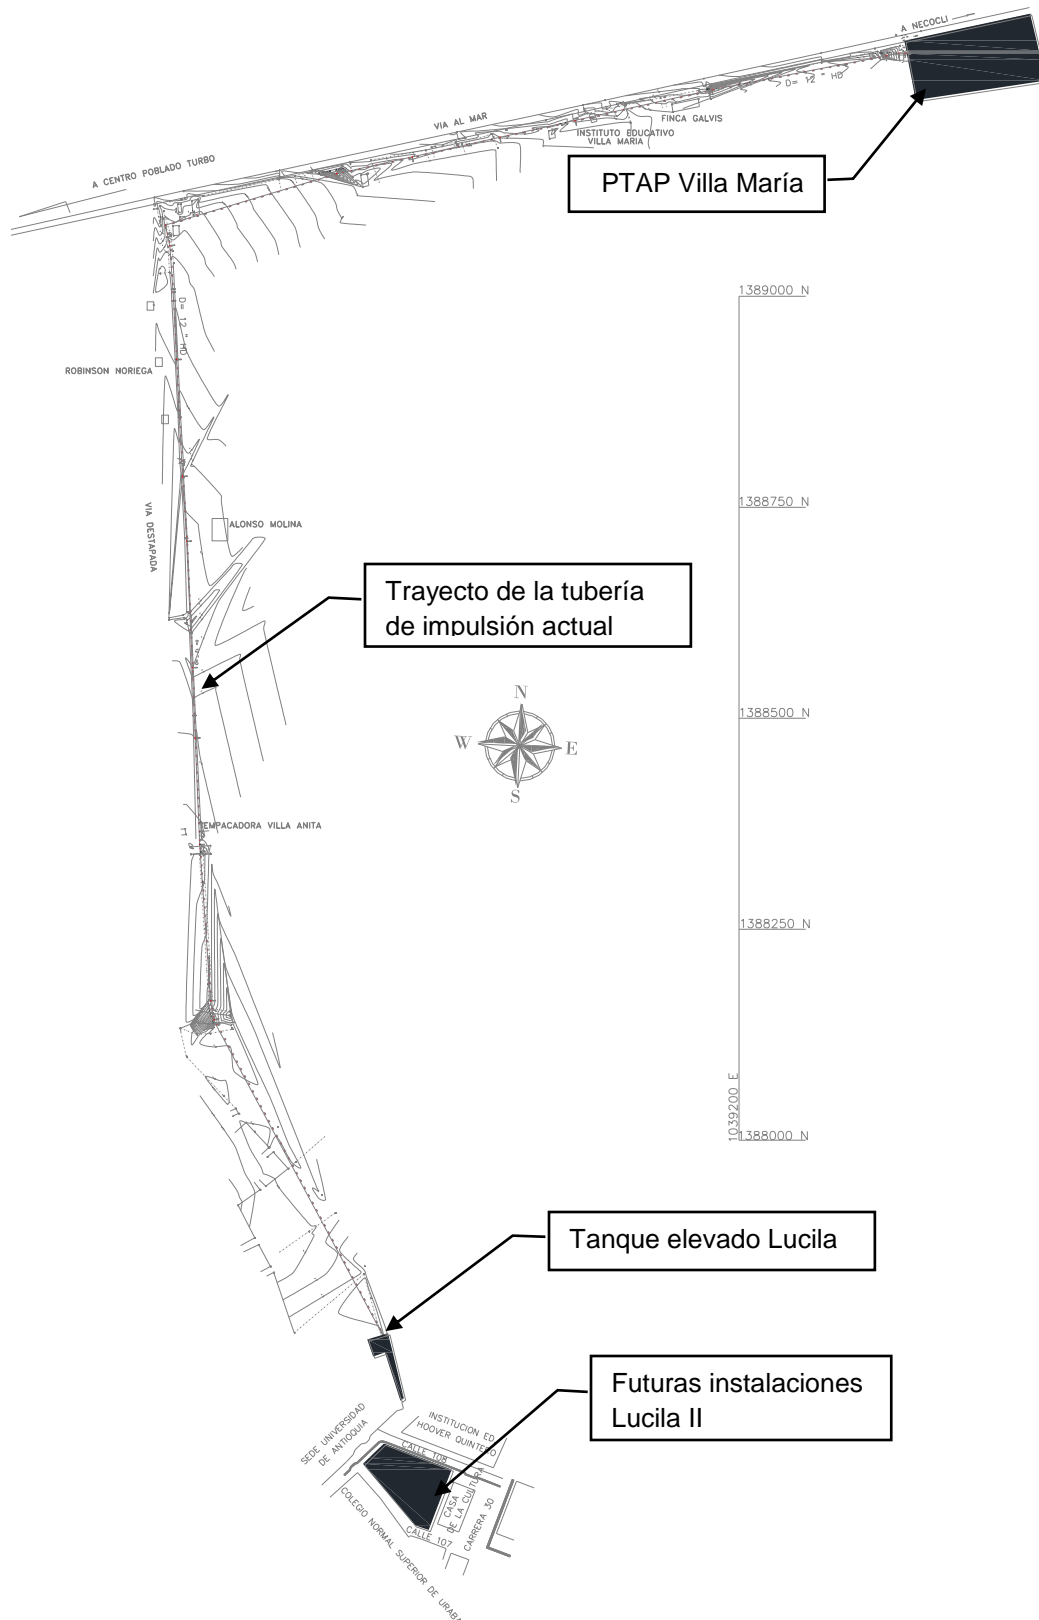 A NECOCLI
D= 12 " HD
VIA AL MAR
FINCA GALVIS
INSTITUTO EDUCATIVO
VILLA MARIA
A CENTRO POBLADO TURBO
PTAP Villa María
1389000 N
D= 12 " HD
ROBINSON NORIEGA
1388750 N
VIA DESTAPADA
ALONSO MOLINA
Trayecto de la tubería
de impulsión actual
N
W
E
S
1388500 N
EMPACADORA VILLA ANITA
1388250 N
1039200 E
1388000 N
Tanque elevado Lucila
Futuras instalaciones
Lucila II
SEDE UNIVERSIDAD
DE ANTIOQUIA
INSTITUCION ED
HOOVER QUINTERO
CALLE 108
CASA
DE LA CULTURA
CARRERA 30
CALLE 107
COLEGIO NORMAL SUPERIOR DE URABA